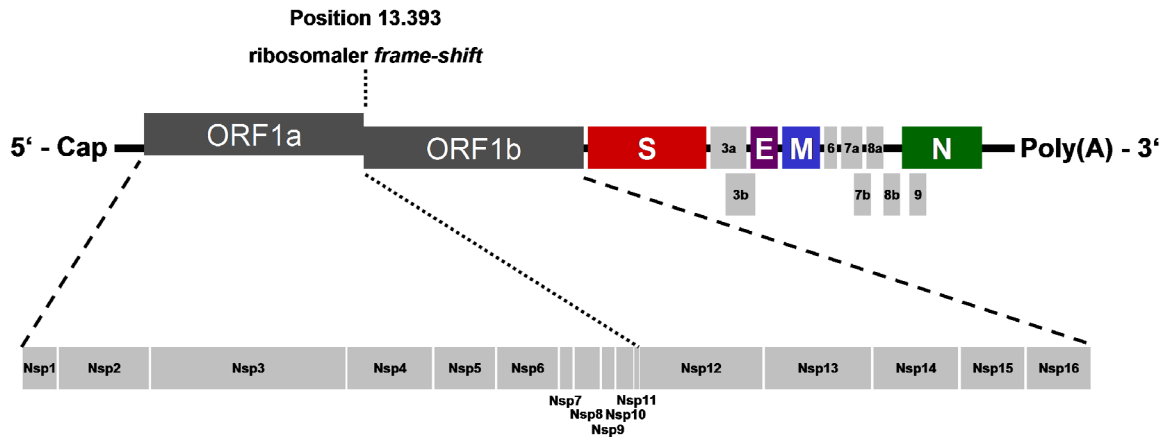 Position 13.393
ribosomaler frame-shift
5‘ - Cap
ORF1a
ORF1b
S
3a
E
M
6
7a
8a
N
Poly(A) - 3‘
3b
7b
8b
9
Nsp1
Nsp2
Nsp3
Nsp4
Nsp5
Nsp6
Nsp12
Nsp13
Nsp14
Nsp15
Nsp16
Nsp7
Nsp8
Nsp9
Nsp10
Nsp11